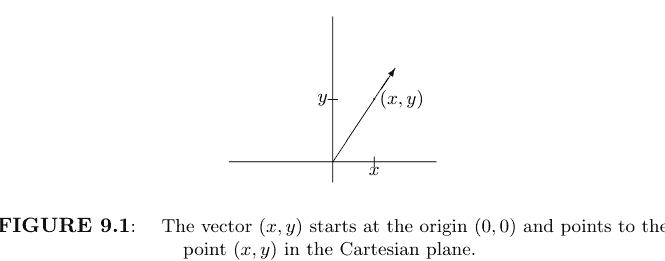 y
(x, y)
x
FIGURE 9.1: The vector (x, y) starts at the origin (0, 0) and points to the
point (x, y) in the Cartesian plane.